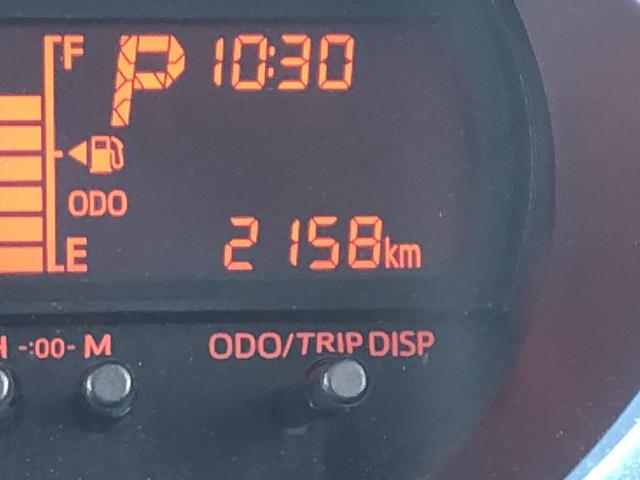 F P 10:30
ODO
E 2158km
H -:00- M ODO/TRIP DISP